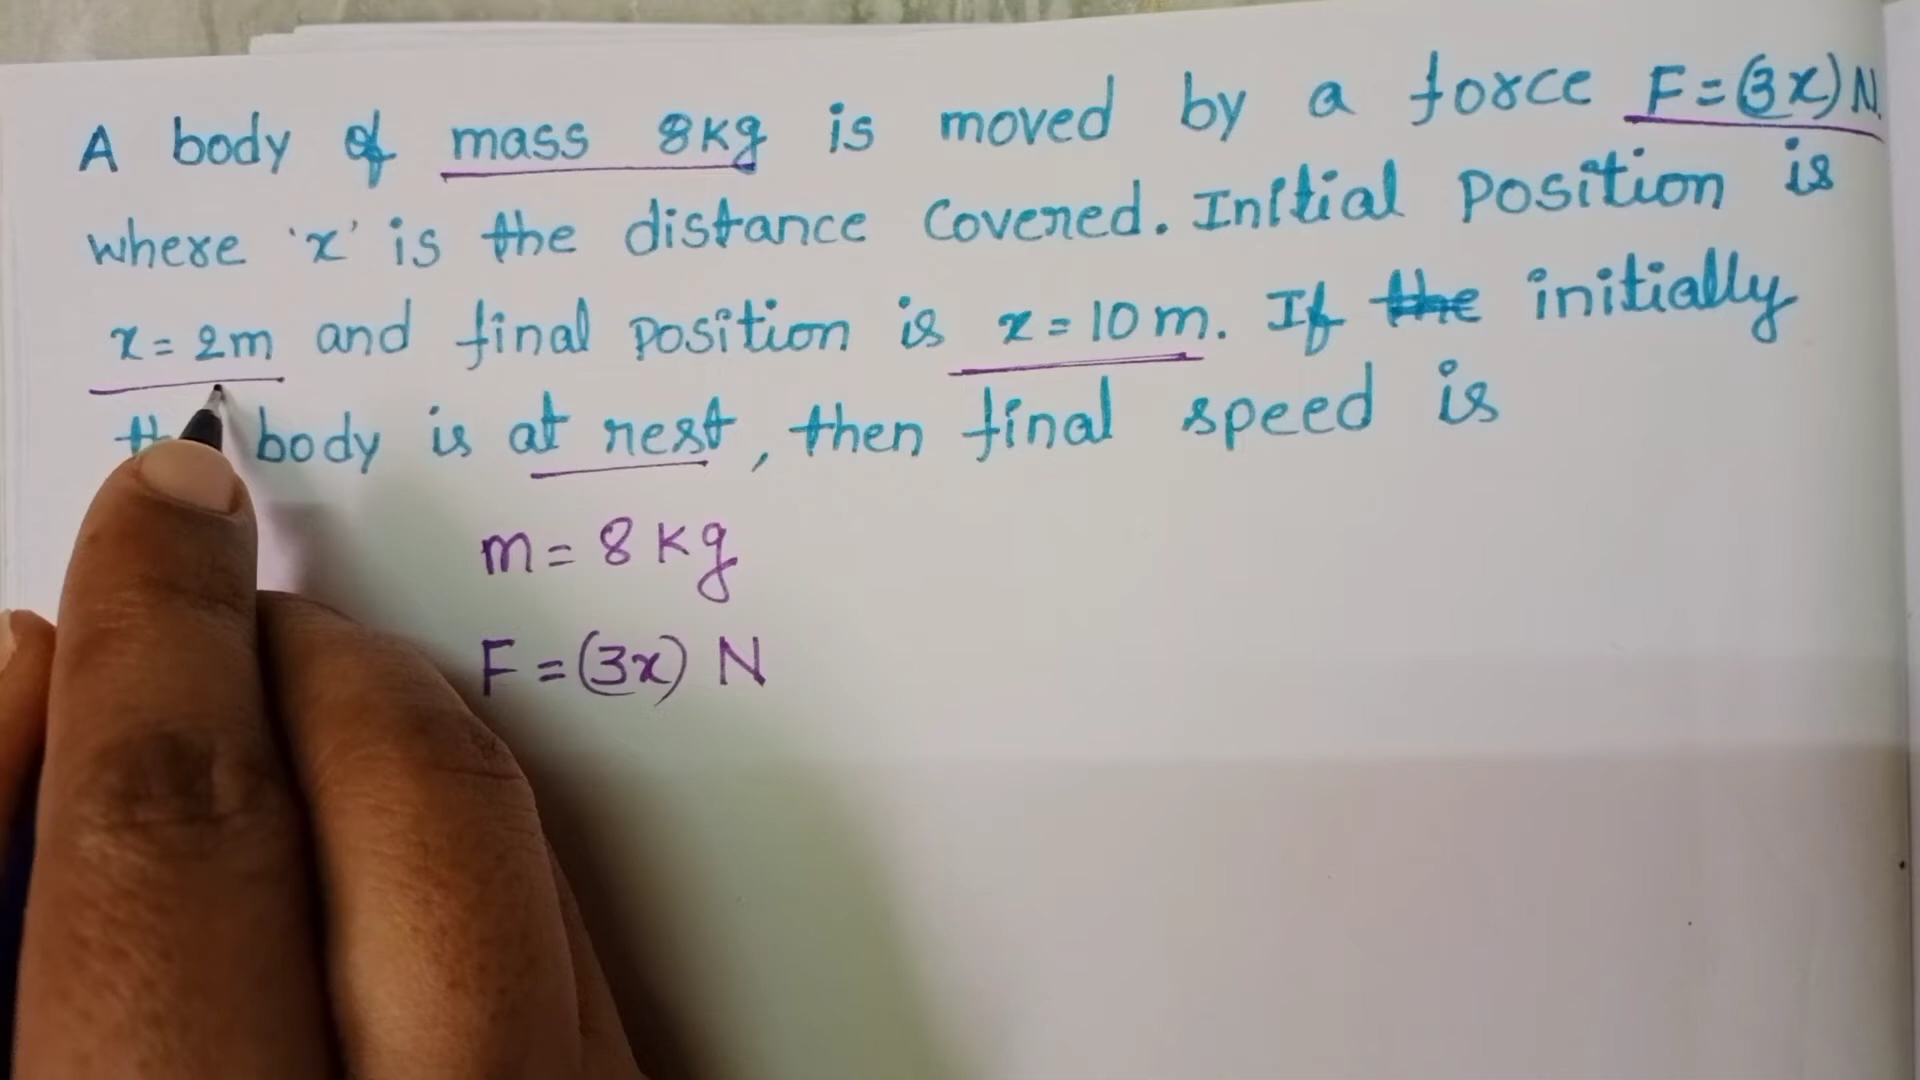 A body of mass 8kg is moved by a force F=(3x)N.
where 'x' is the distance covered. Initial position is
x=2m and final position is x=10m. If the initially
body is at rest, then final speed is
m=8kg
F=(3x) N